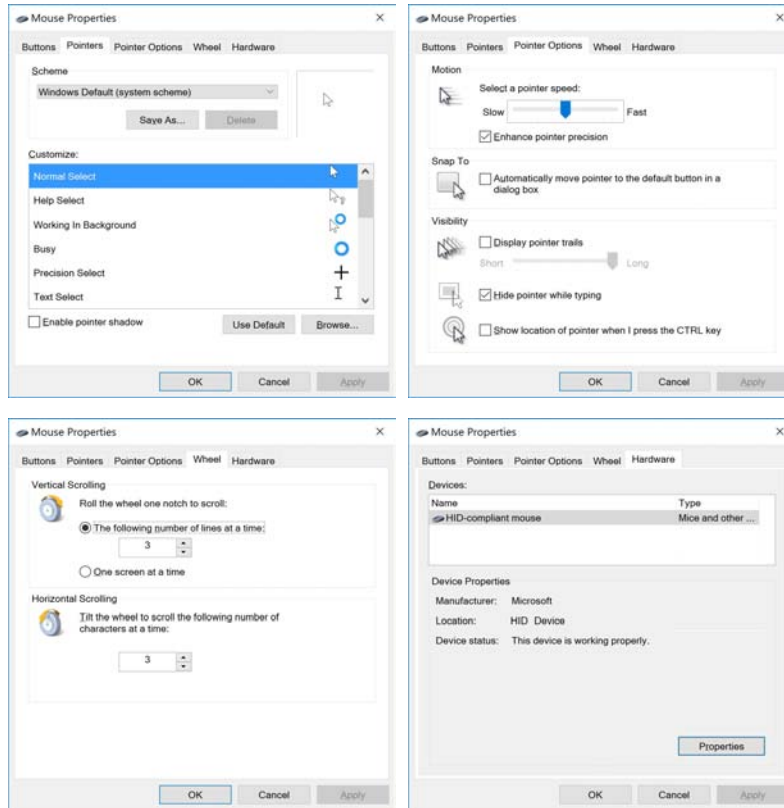 Mouse Properties
Buttons Pointers Pointer Options Wheel Hardware
Scheme
Windows Default (system scheme)
Save As... Delete
Customize:
Normal Select
Help Select
Working In Background
Busy
Precision Select
Text Select
Enable pointer shadow
Use Default Browse...
OK Cancel Apply
Mouse Properties
Buttons Pointers Pointer Options Wheel Hardware
Motion
Select a pointer speed:
Slow Fast
Enhance pointer precision
Snap To
Automatically move pointer to the default button in a
dialog box
Visibility
Display pointer trails
Short Long
Hide pointer while typing
Show location of pointer when I press the CTRL key
OK Cancel Apply
Mouse Properties
Buttons Pointers Pointer Options Wheel Hardware
Vertical Scrolling
Roll the wheel one notch to scroll:
The following number of lines at a time:
3
One screen at a time
Horizontal Scrolling
Tilt the wheel to scroll the following number of
characters at a time:
3
OK Cancel Apply
Mouse Properties
Buttons Pointers Pointer Options Wheel Hardware
Devices:
Name Type
HID-compliant mouse Mice and other ...
Device Properties
Manufacturer: Microsoft
Location: HID Device
Device status: This device is working properly.
Properties
OK Cancel Apply